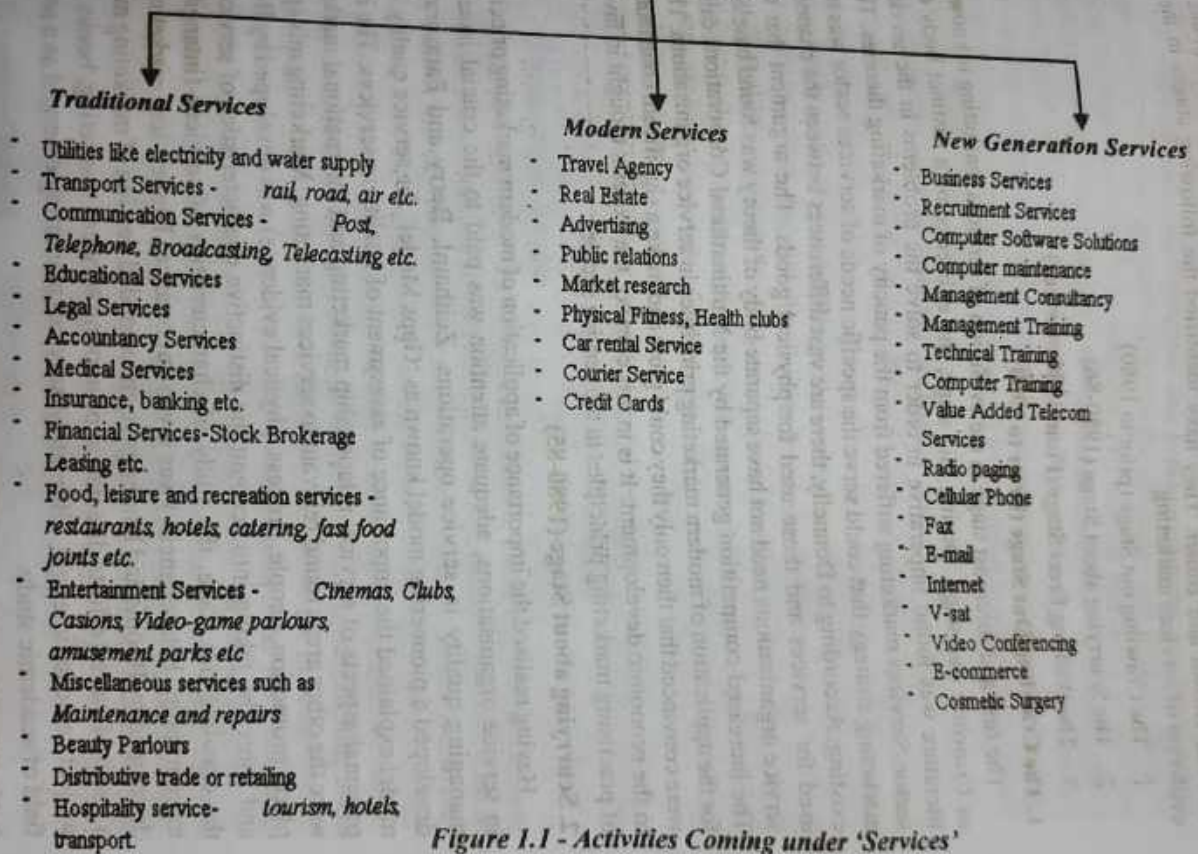 Traditional Services
- Utilities like electricity and water supply
- Transport Services - rail, road, air etc.
- Communication Services - Post,
Telephone, Broadcasting, Telecasting etc.
- Educational Services
- Legal Services
- Accountancy Services
- Medical Services
- Insurance, banking etc.
- Financial Services-Stock Brokerage
Leasing etc.
- Food, leisure and recreation services -
restaurants, hotels, catering, fast food
joints etc.
- Entertainment Services - Cinemas, Clubs,
Casions, Video-game parlours,
amusement parks etc
- Miscellaneous services such as
Maintenance and repairs
- Beauty Parlours
- Distributive trade or retailing
- Hospitality service- tourism, hotels,
transport.
Modern Services
- Travel Agency
- Real Estate
- Advertising
- Public relations
- Market research
- Physical Fitness, Health clubs
- Car rental Service
- Courier Service
- Credit Cards
New Generation Services
- Business Services
- Recruitment Services
- Computer Software Solutions
- Computer maintenance
- Management Consultancy
- Management Training
- Technical Training
- Computer Training
- Value Added Telecom
Services
- Radio paging
- Cellular Phone
- Fax
- E-mail
- Internet
- V-sat
- Video Conferencing
- E-commerce
- Cosmetic Surgery
Figure 1.1 - Activities Coming under 'Services'